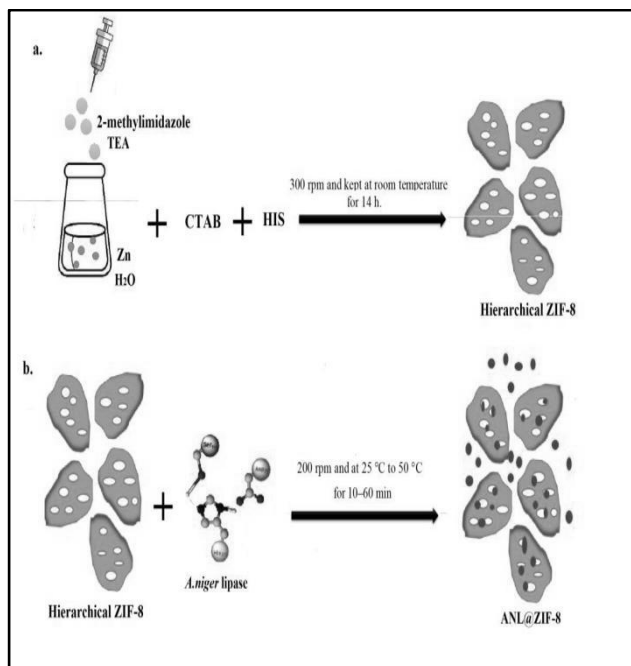 a.
2-methylimidazole
TEA
Zn
H2O
+ CTAB + HIS
300 rpm and kept at room temperature
for 14 h.
Hierarchical ZIF-8
b.
+
200 rpm and at 25 °C to 50 °C
for 10–60 min
A.niger lipase
Hierarchical ZIF-8
ANL@ZIF-8